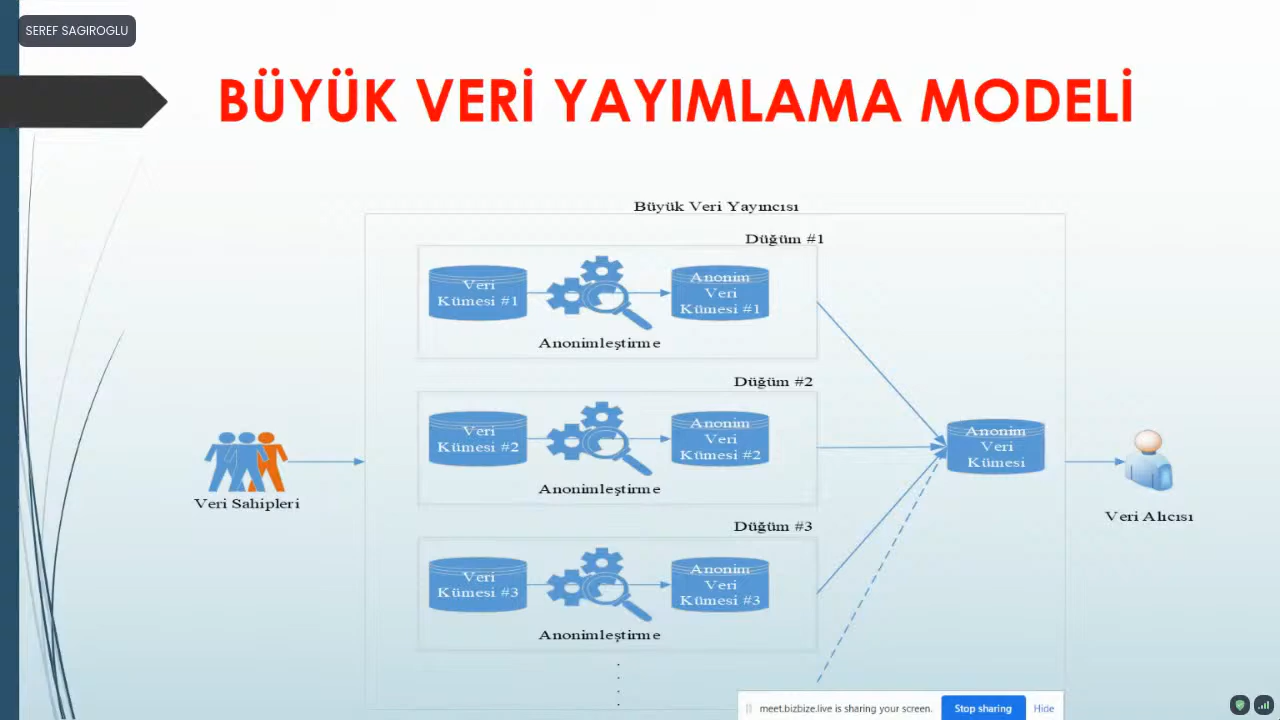 SEREF SAGIROGLU
BÜYÜK VERİ YAYIMLAMA MODELİ
Büyük Veri Yayıncısı
Düğüm #1
Veri
Kümesi #1
Anonim
Veri
Kümesi #1
Anonimleştirme
Düğüm #2
Veri
Kümesi #2
Anonim
Veri
Kümesi #2
Anonimleştirme
Düğüm #3
Veri
Kümesi #3
Anonim
Veri
Kümesi #3
Anonimleştirme
Veri Sahipleri
Anonim
Veri
Kümesi
Veri Alıcısı
meet.bizbize.live is sharing your screen.
Stop sharing
Hide